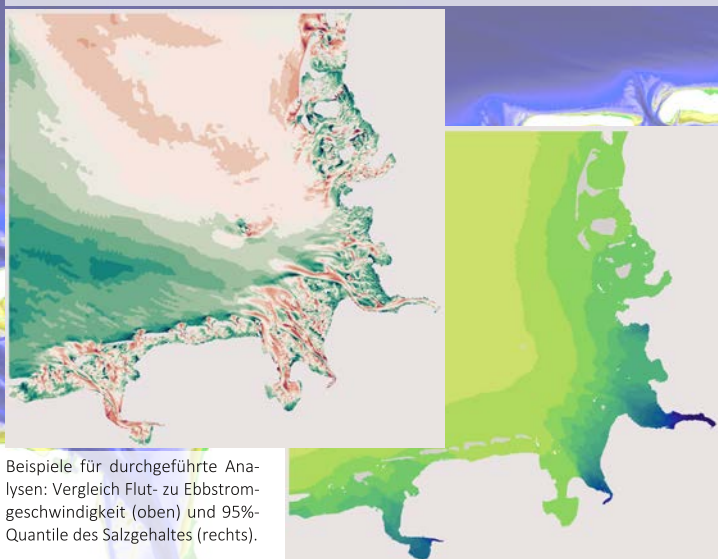 Beispiele für durchgeführte Ana-
lysen: Vergleich Flut- zu Ebbstrom-
geschwindigkeit (oben) und 95%-
Quantile des Salzgehaltes (rechts).